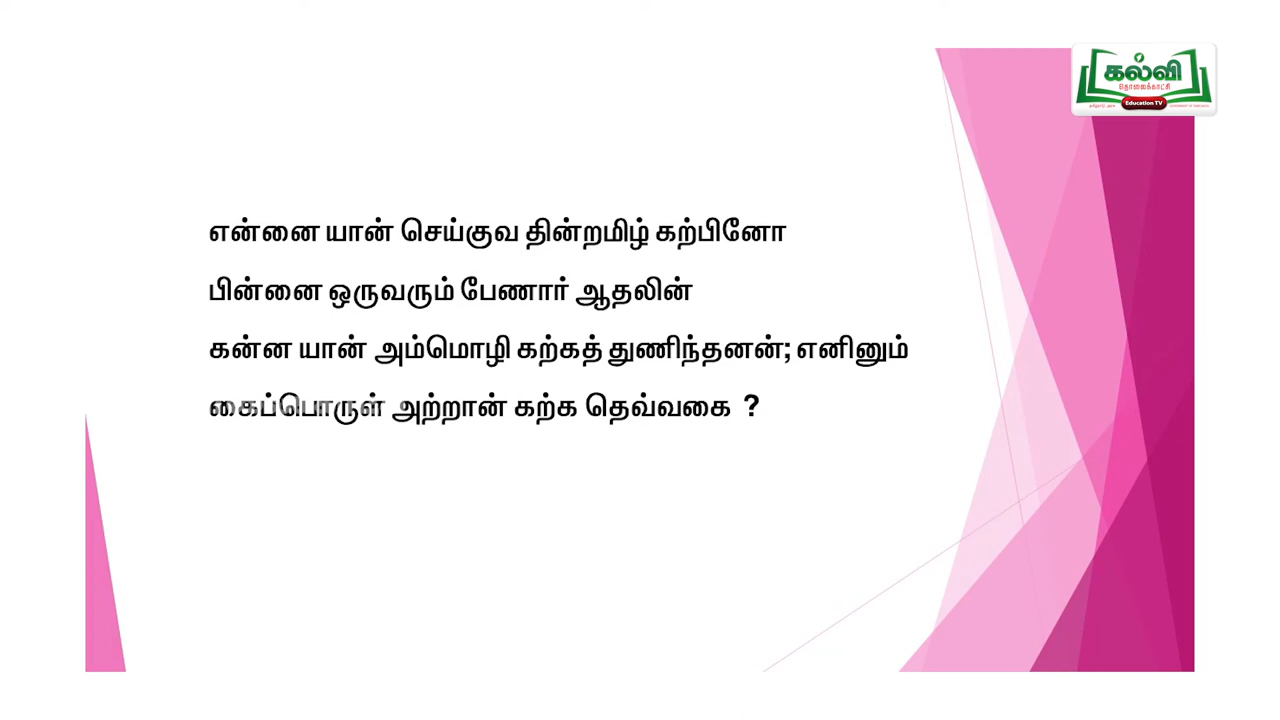 கல்வி
தொலைக்காட்சி
Education TV
என்னை யான் செய்குவ தின்றமிழ் கற்பினோ
பின்னை ஒருவரும் பேணார் ஆதலின்
கன்ன யான் அம்மொழி கற்கத் துணிந்தனன்; எனினும்
கைப்பொருள் அற்றான் கற்க தெவ்வகை ?